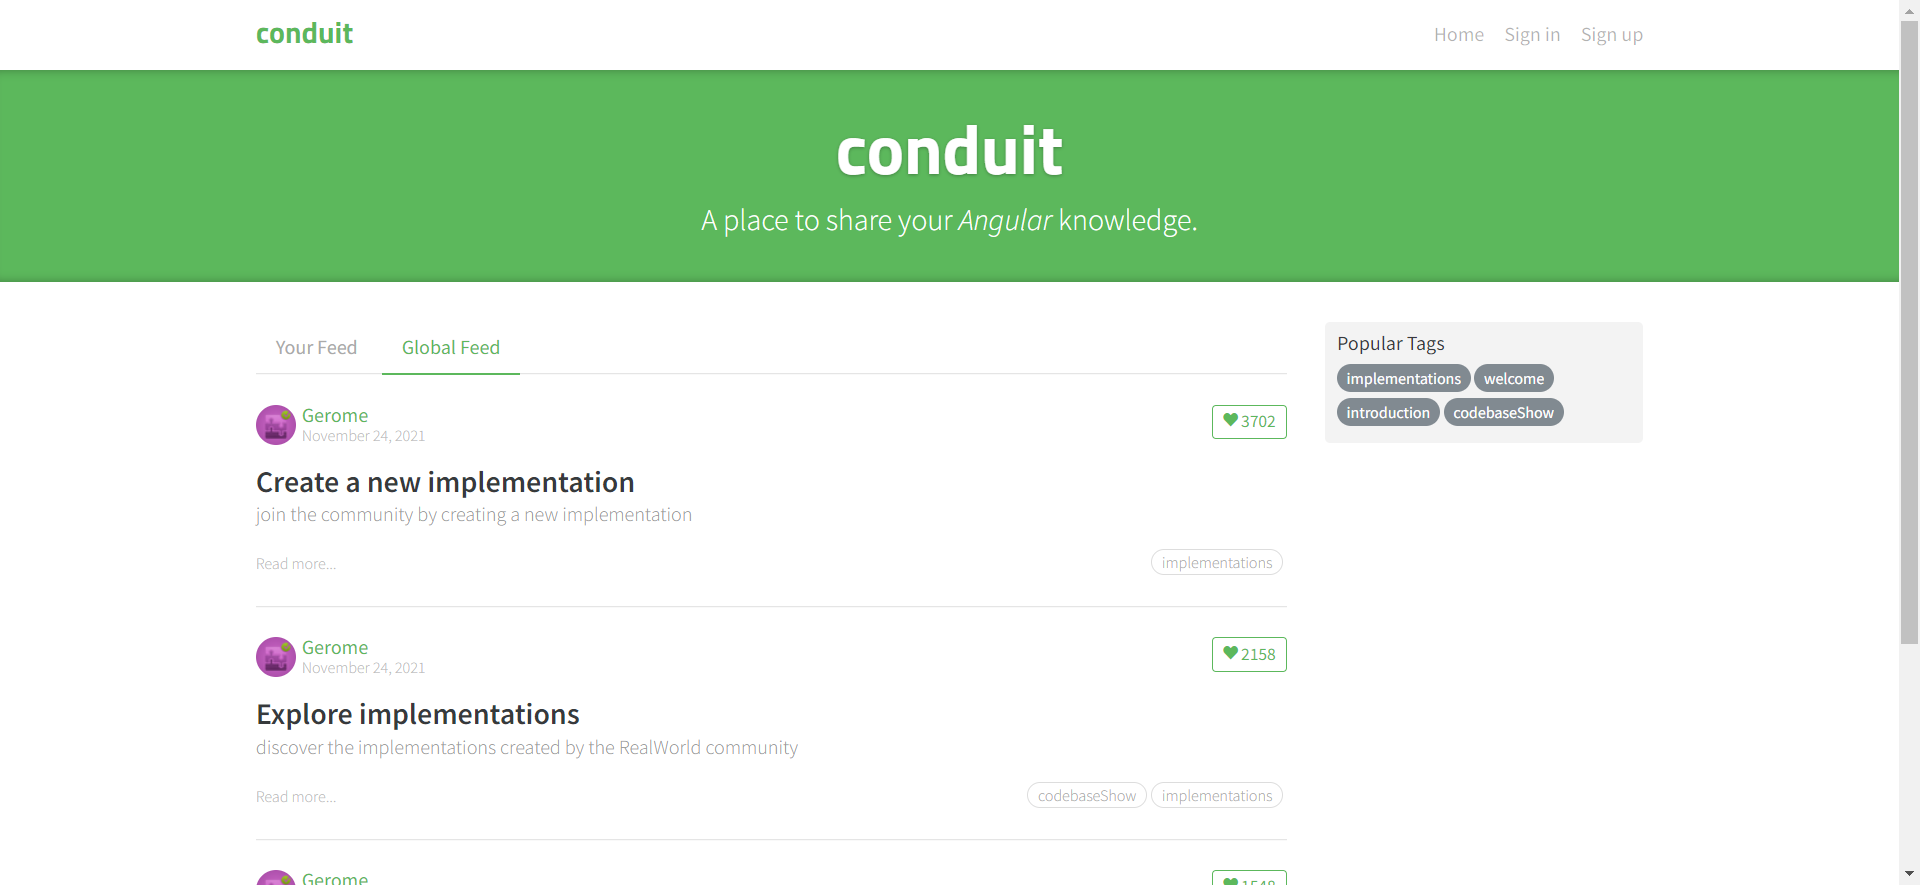 conduit
Home Sign in Sign up
conduit
A place to share your Angular knowledge.
Your Feed Global Feed
Popular Tags
implementations welcome
introduction codebaseShow
Gerome
November 24, 2021
3702
Create a new implementation
join the community by creating a new implementation
Read more...
implementations
Gerome
November 24, 2021
2158
Explore implementations
discover the implementations created by the RealWorld community
Read more...
codebaseShow implementations
Gerome